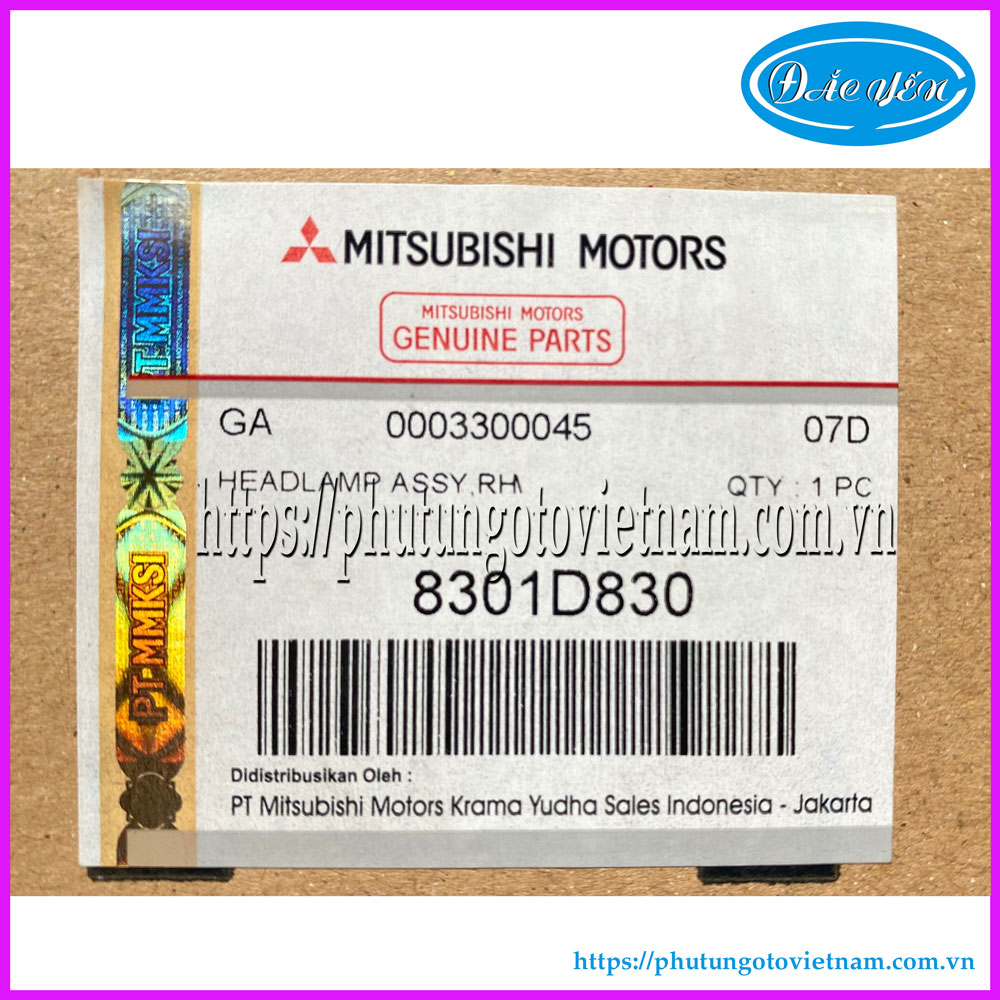 ĐẮC YẾN
MITSUBISHI MOTORS
MITSUBISHI MOTORS
GENUINE PARTS
GA 0003300045 07D
HEADLAMP ASSY,RH QTY : 1 PC
https://phutungotovietnam.com.vn
8301D830
Didistribusikan Oleh :
PT Mitsubishi Motors Krama Yudha Sales Indonesia - Jakarta
PT-MMKSI
PT-MMKSI
https://phutungotovietnam.com.vn